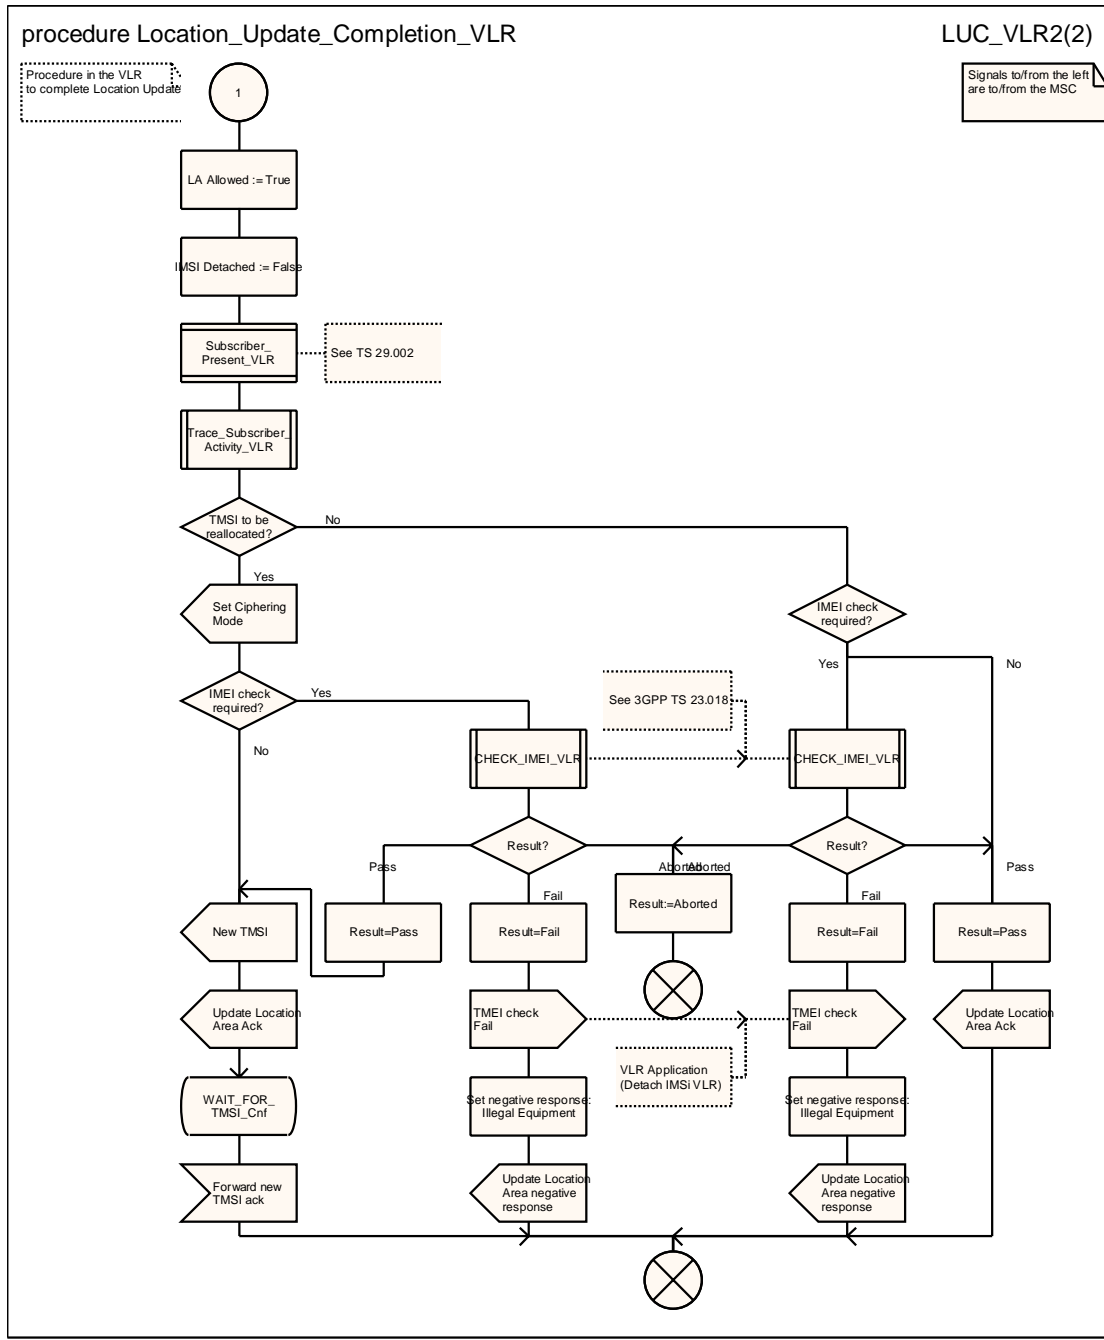 procedure Location_Update_Completion_VLR
LUC_VLR2(2)
Procedure in the VLR
to complete Location Update
1
Signals to/from the left
are to/from the MSC
LA Allowed := True
IMSI Detached := False
Subscriber_
Present_VLR
See TS 29.002
Trace_Subscriber_
Activity_VLR
TMSI to be
reallocated?
No
Yes
Set Ciphering
Mode
IMEI check
required?
Yes
No
IMEI check
required?
Yes
No
See 3GPP TS 23.018
CHECK_IMEI_VLR
CHECK_IMEI_VLR
Result?
Result?
Pass
Aborted
Aborted
Pass
Fail
Fail
New TMSI
Result=Pass
Result=Fail
Result:=Aborted
Result=Fail
Result=Pass
Update Location
Area Ack
TMEI check
Fail
TMEI check
Fail
Update Location
Area Ack
VLR Application
(Detach IMSi VLR)
WAIT_FOR_
TMSI_Cnf
Set negative response:
Illegal Equipment
Set negative response:
Illegal Equipment
Forward new
TMSI ack
Update Location
Area negative
response
Update Location
Area negative
response